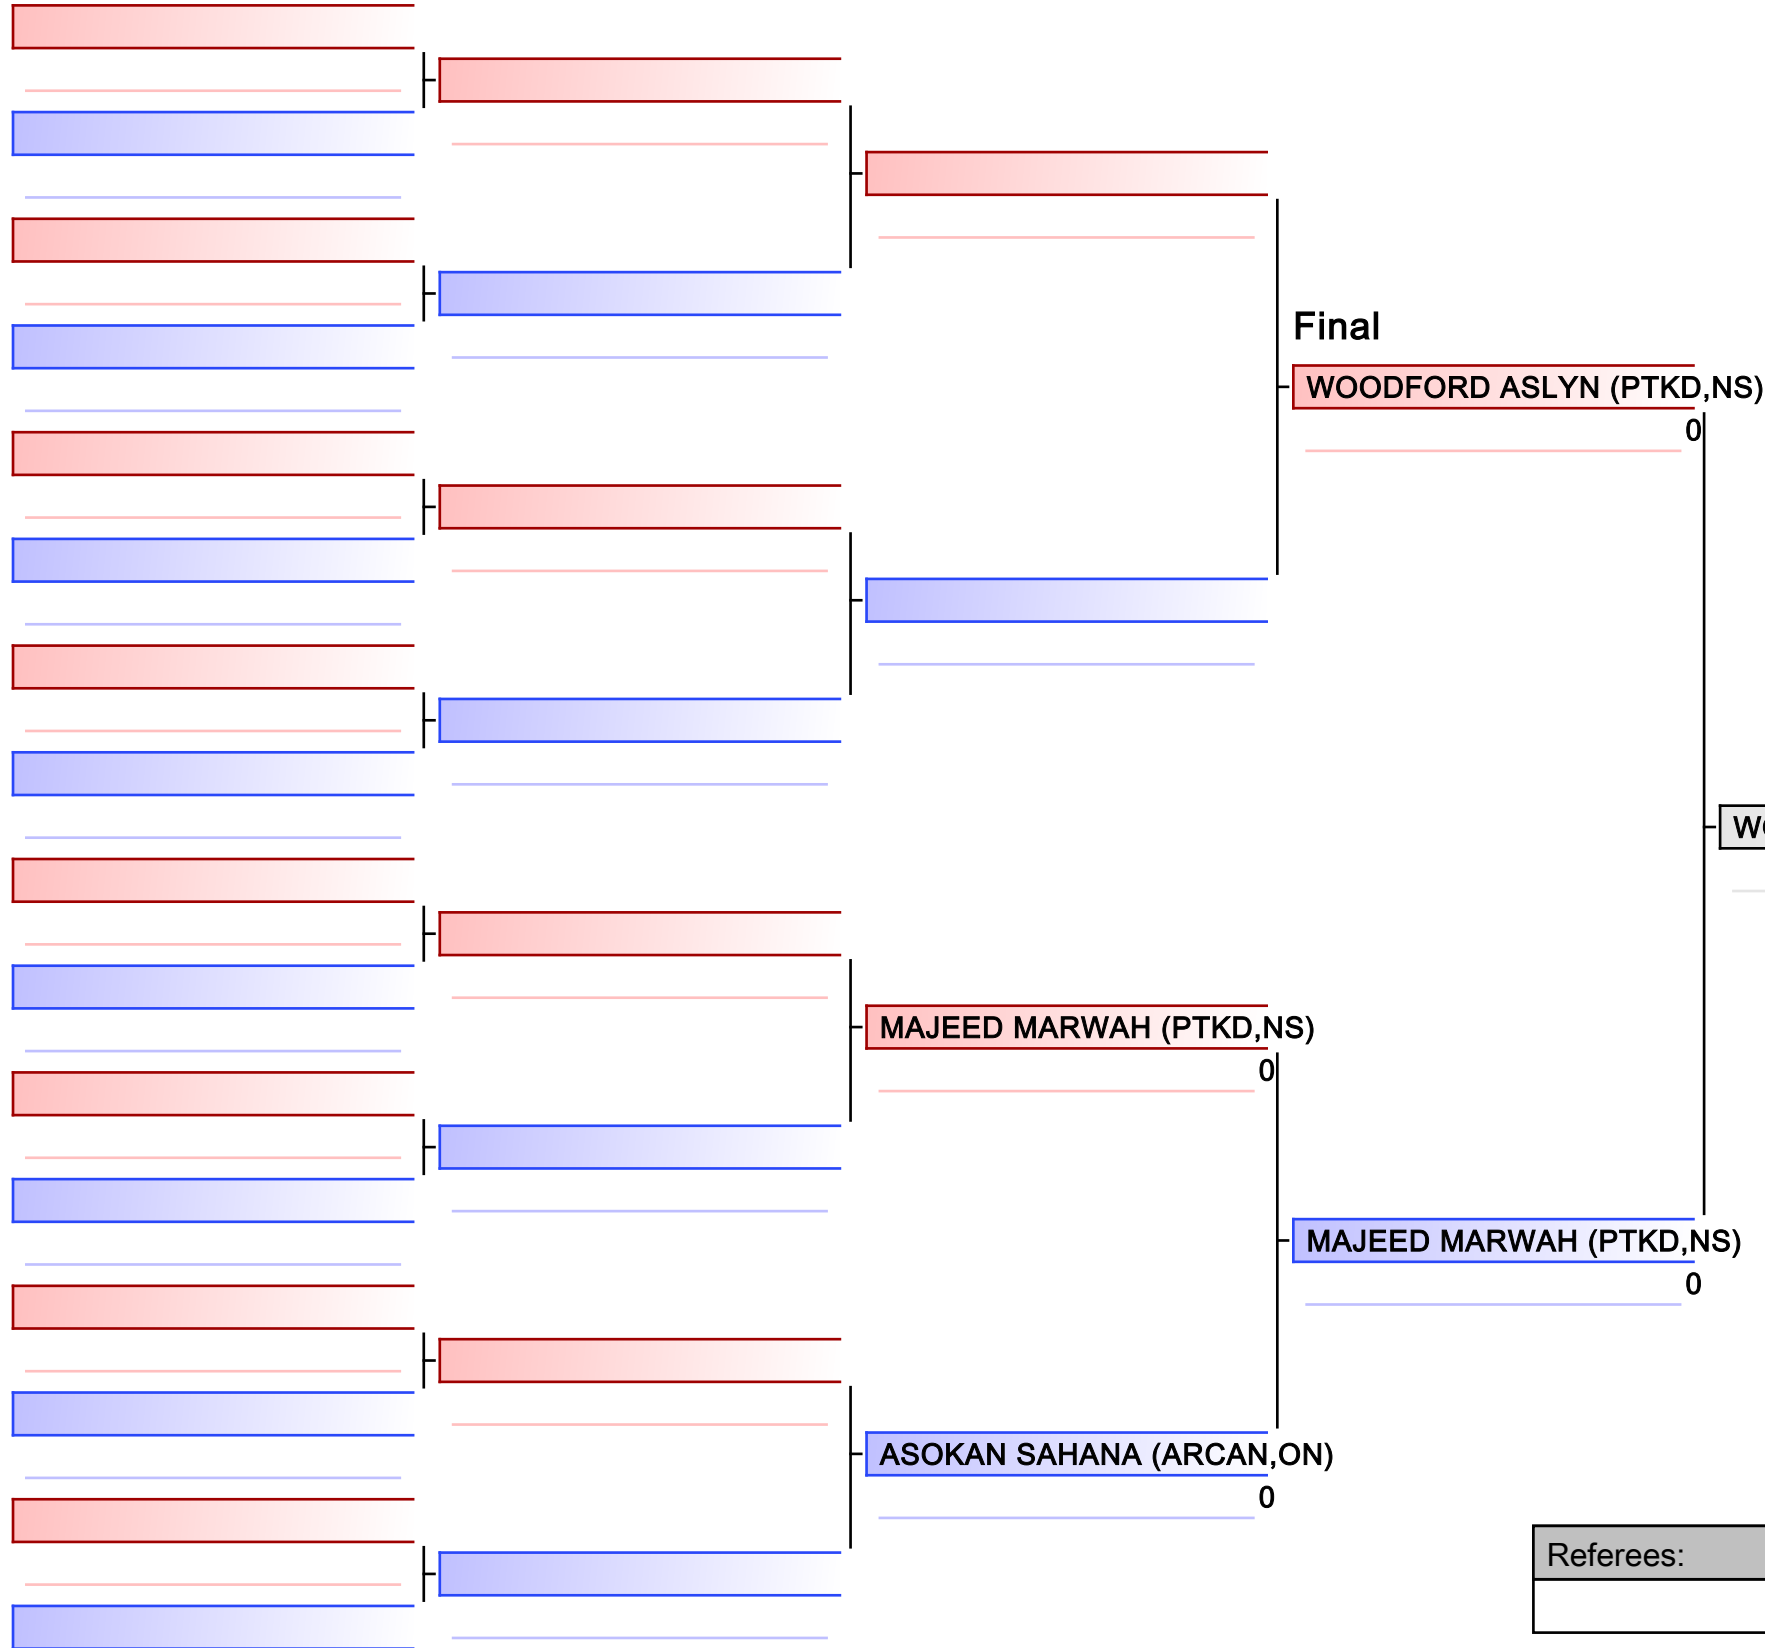 Final
WOODFORD ASLYN (PTKD,NS)
0
MAJEED MARWAH (PTKD,NS)
0
MAJEED MARWAH (PTKD,NS)
0
ASOKAN SAHANA (ARCAN,ON)
0
Referees: